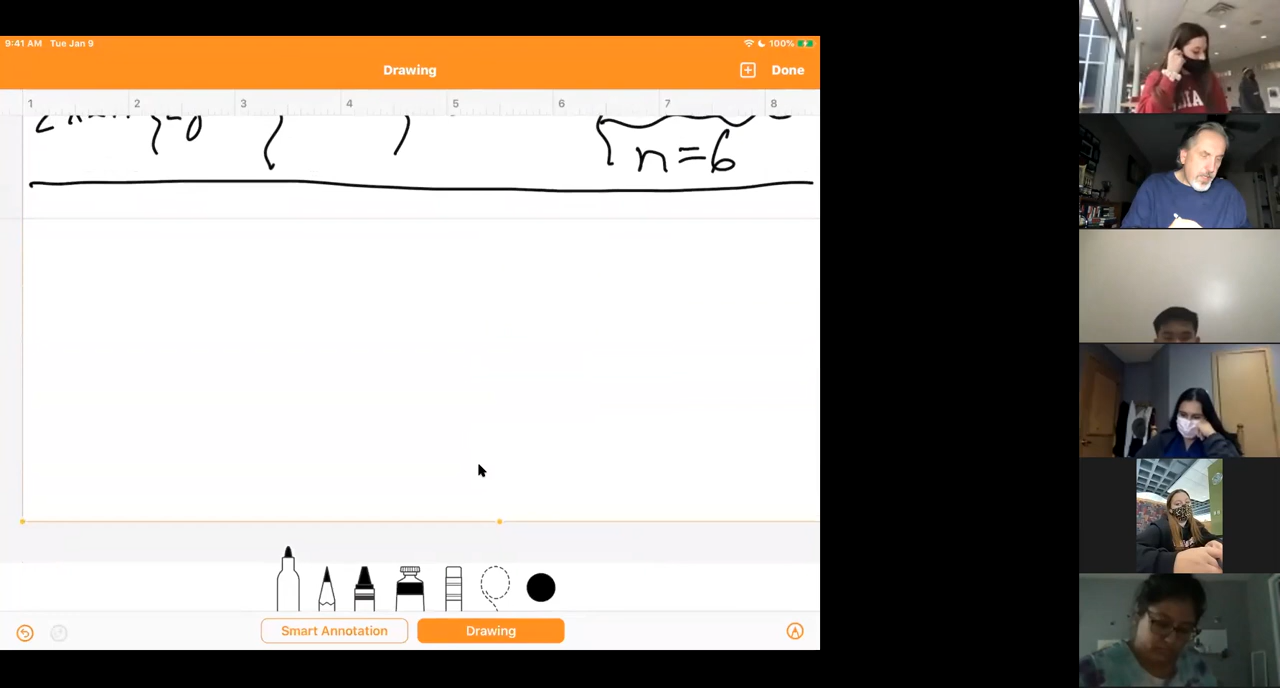 9:41 AM Tue Jan 9
100%
Drawing
Done
1 2 3 4 5 6 7 8
n=6
Smart Annotation
Drawing